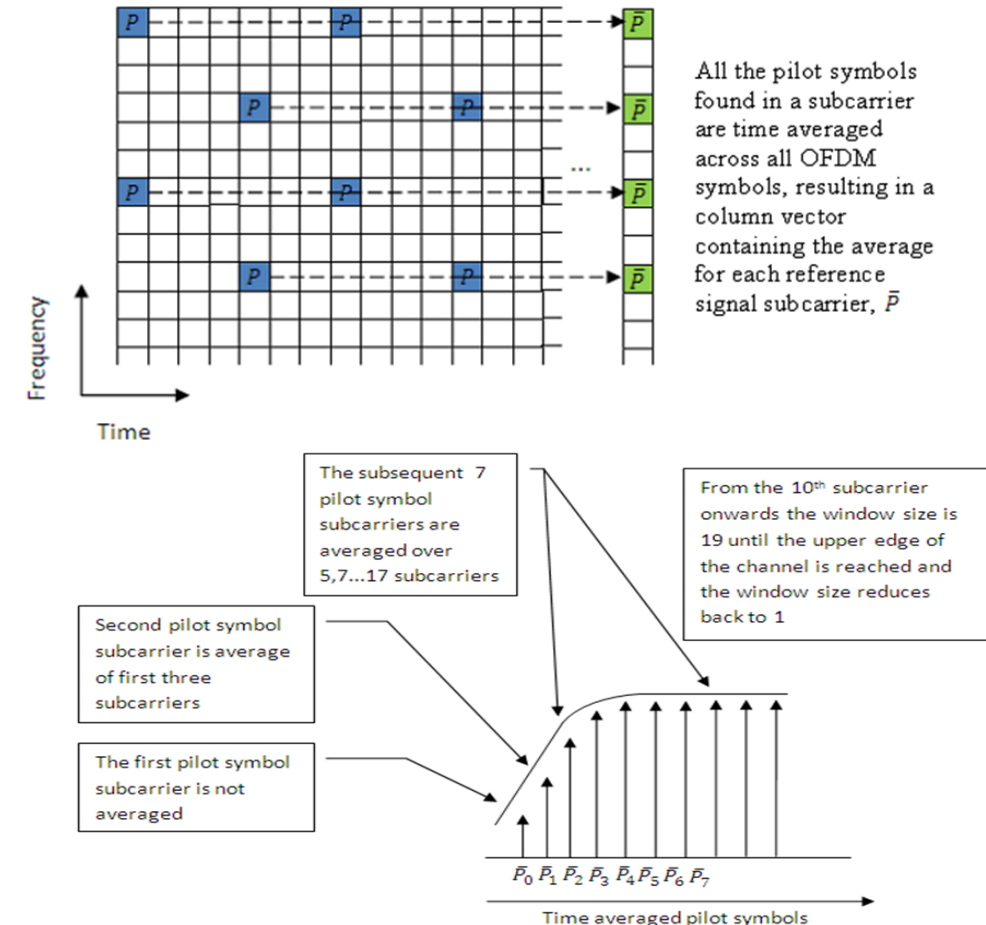 P P P̄
All the pilot symbols
found in a subcarrier
are time averaged
across all OFDM
symbols, resulting in a
column vector
containing the average
for each reference
signal subcarrier, P̄
P P P̄
...
P P P̄
P P P̄
Frequency
Time
The subsequent 7
pilot symbol
subcarriers are
averaged over
5,7...17 subcarriers
From the 10th subcarrier
onwards the window size is
19 until the upper edge of
the channel is reached and
the window size reduces
back to 1
Second pilot symbol
subcarrier is average
of first three
subcarriers
The first pilot symbol
subcarrier is not
averaged
P̄0 P̄1 P̄2 P̄3 P̄4 P̄5 P̄6 P̄7
Time averaged pilot symbols